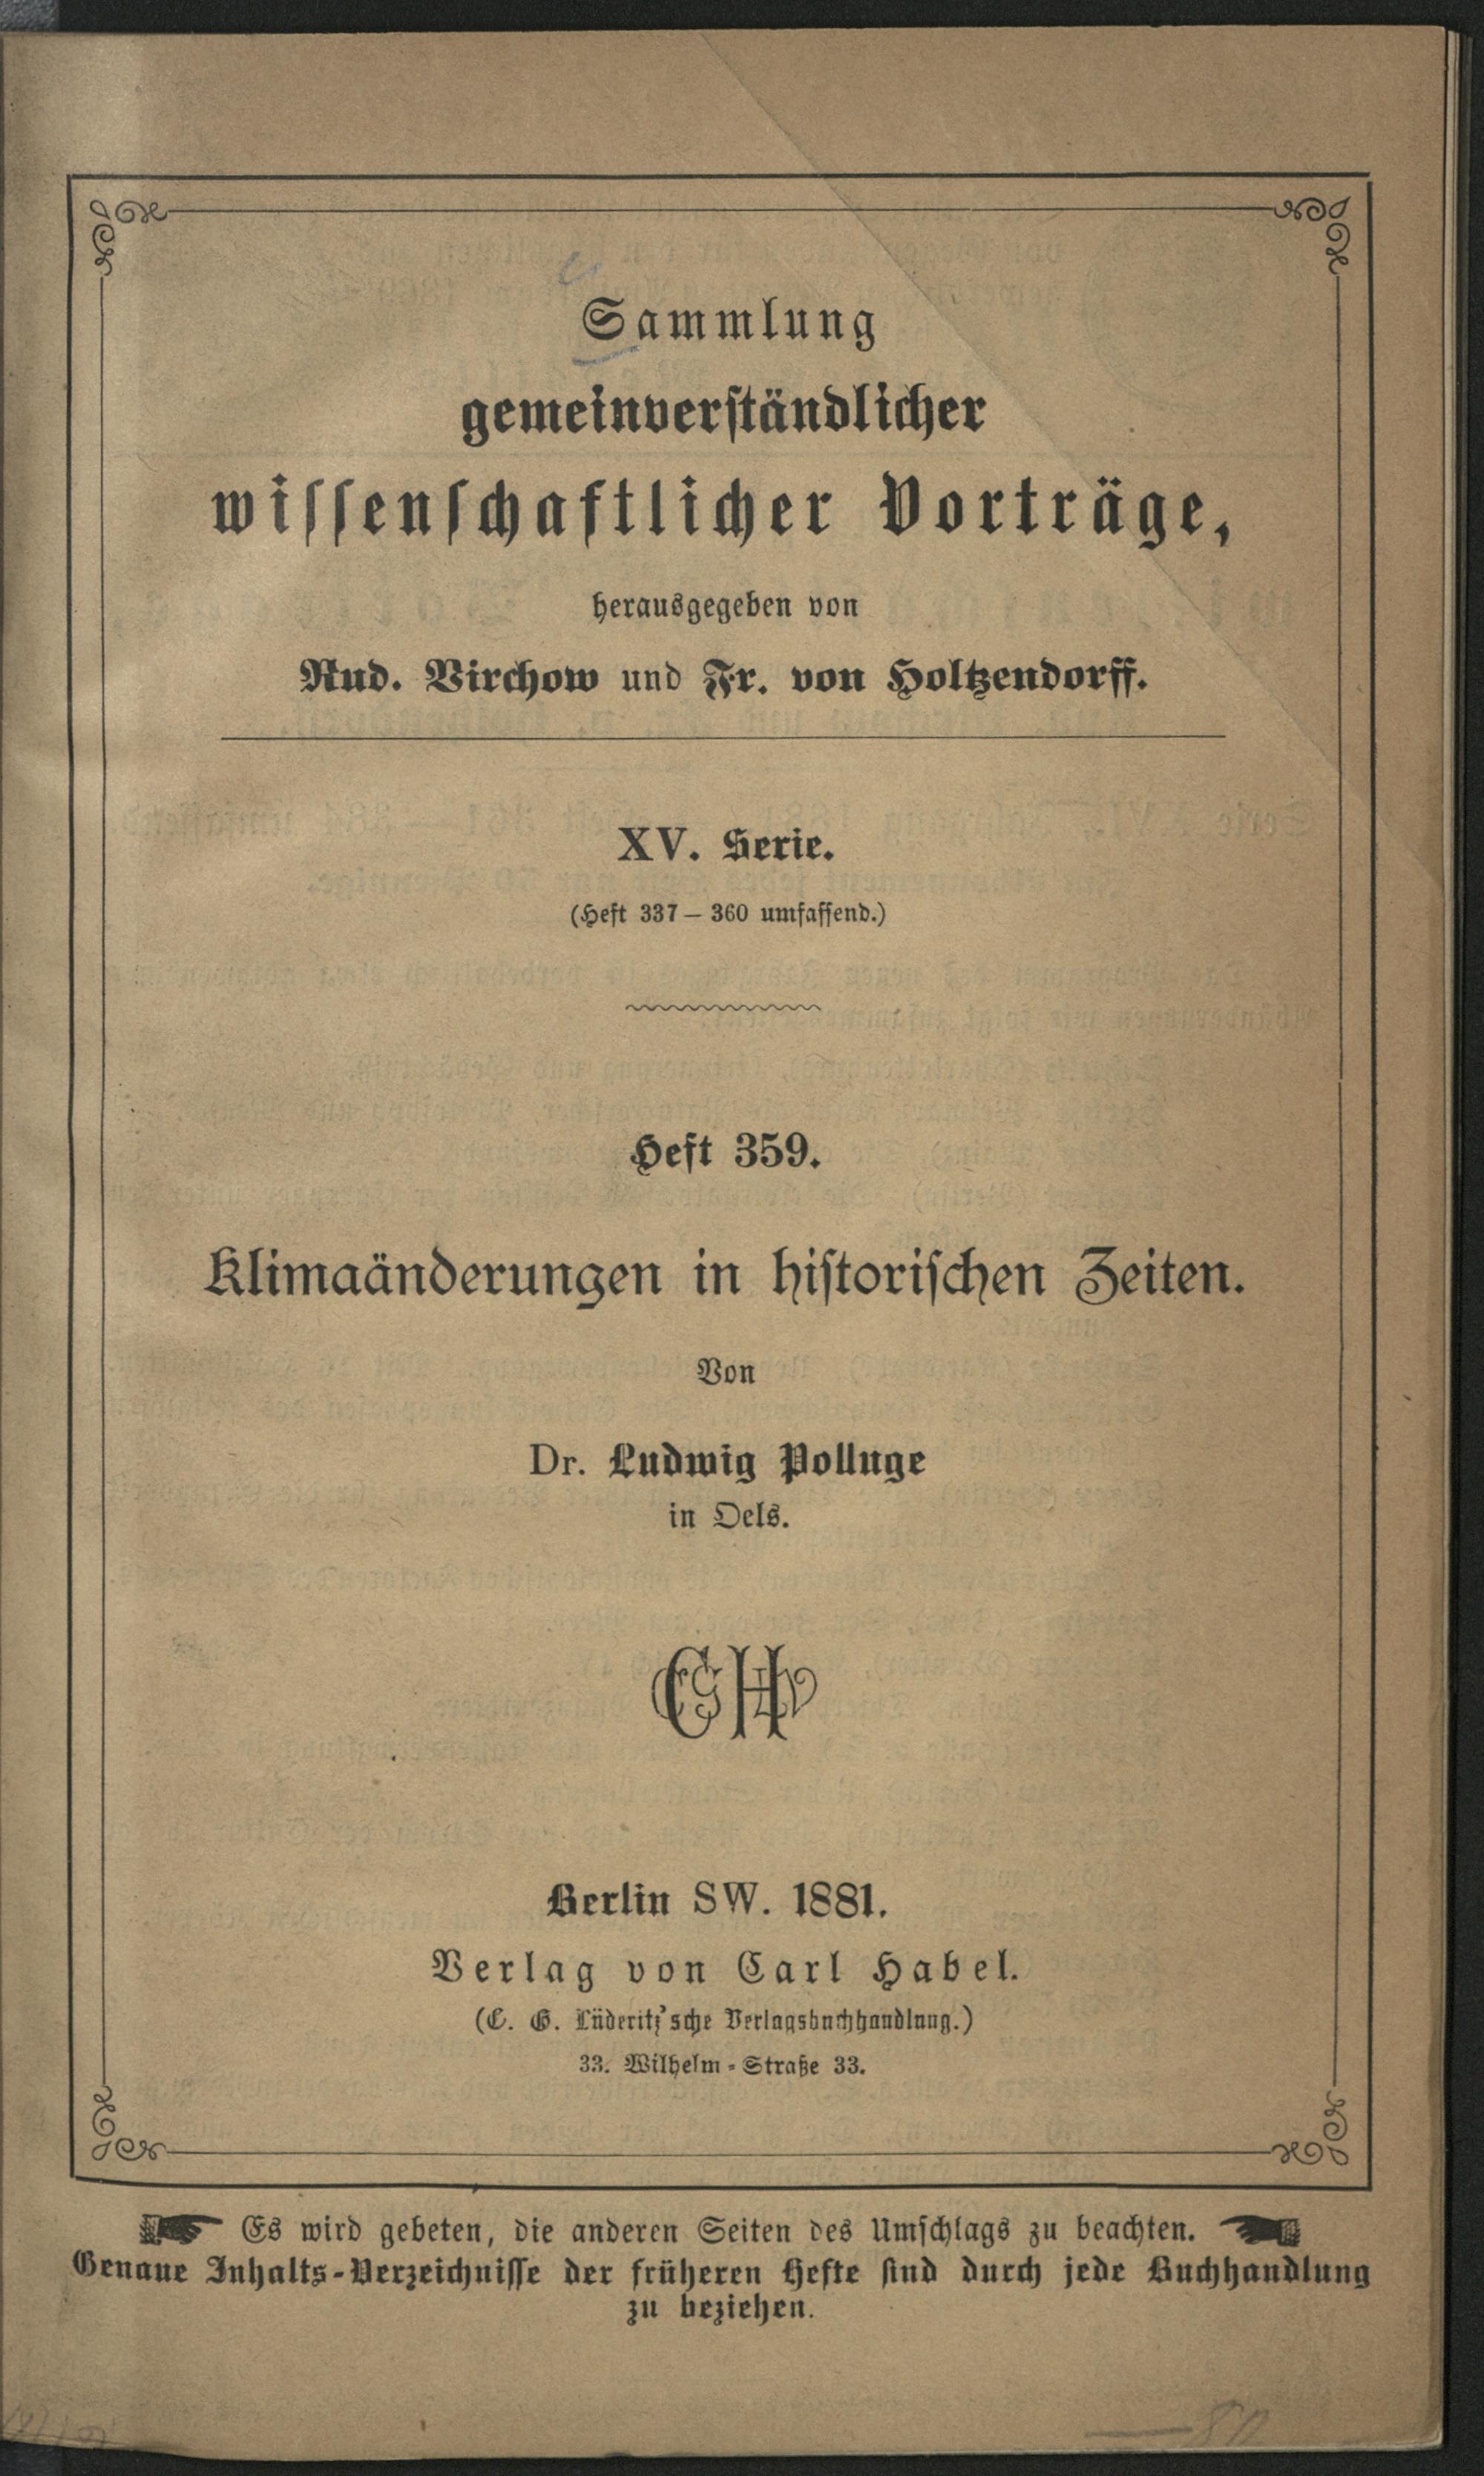 Sammlung
gemeinverſtändlicher
wiſſenſchaftlicher Vorträge,
herausgegeben von
Rud. Virchow und Fr. von Holtzendorff.
XV. Serie.
(Heft 337 – 360 umfaſſend.)
Heft 359.
Klimaänderungen in hiſtoriſchen Zeiten.
Von
Dr. Ludwig Polluge
in Oels.
CGHV
Berlin SW. 1881.
Verlag von Carl Habel.
(C. G. Lüderitz'sche Verlagsbuchhandlung.)
33. Wilhelm-Straße 33.
Es wird gebeten, die anderen Seiten des Umſchlags zu beachten.
Genaue Inhalts-Verzeichniſſe der früheren Hefte ſind durch jede Buchhandlung
zu beziehen.